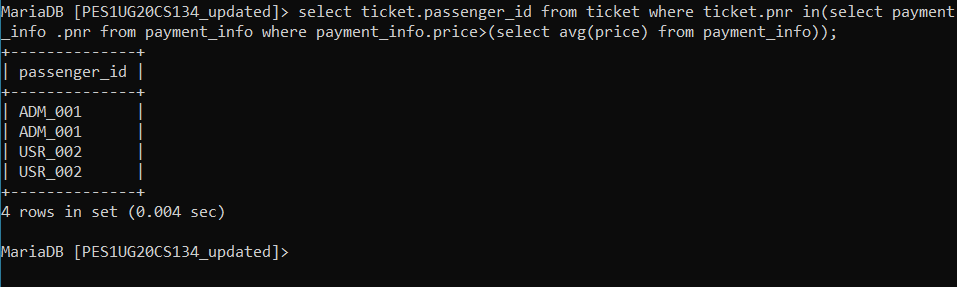 MariaDB [PES1UG20CS134_updated]> select ticket.passenger_id from ticket where ticket.pnr in(select payment
_info .pnr from payment_info where payment_info.price>(select avg(price) from payment_info));
+--------------+
| passenger_id |
+--------------+
| ADM_001      |
| ADM_001      |
| USR_002      |
| USR_002      |
+--------------+
4 rows in set (0.004 sec)

MariaDB [PES1UG20CS134_updated]>